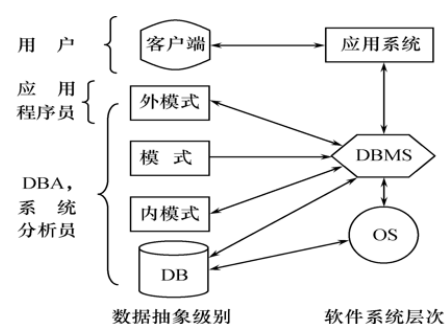 用 户
客户端
应用系统
应 用
程序员
外模式
模 式
DBMS
DBA,
系 统
分析员
内模式
OS
DB
数据抽象级别
软件系统层次